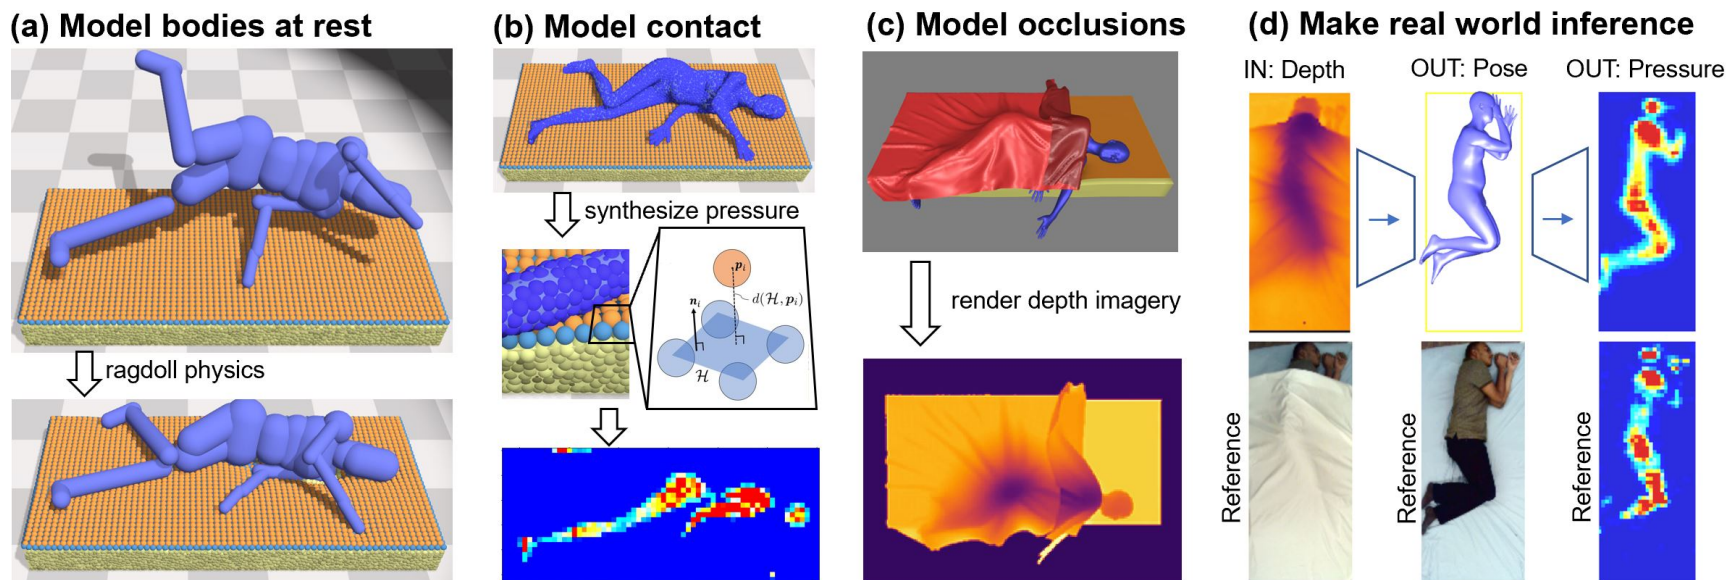 (a) Model bodies at rest
ragdoll physics
(b) Model contact
synthesize pressure
p_i
n_i
d(ℋ, p_i)
ℋ
(c) Model occlusions
render depth imagery
(d) Make real world inference
IN: Depth
OUT: Pose
OUT: Pressure
Reference
Reference
Reference